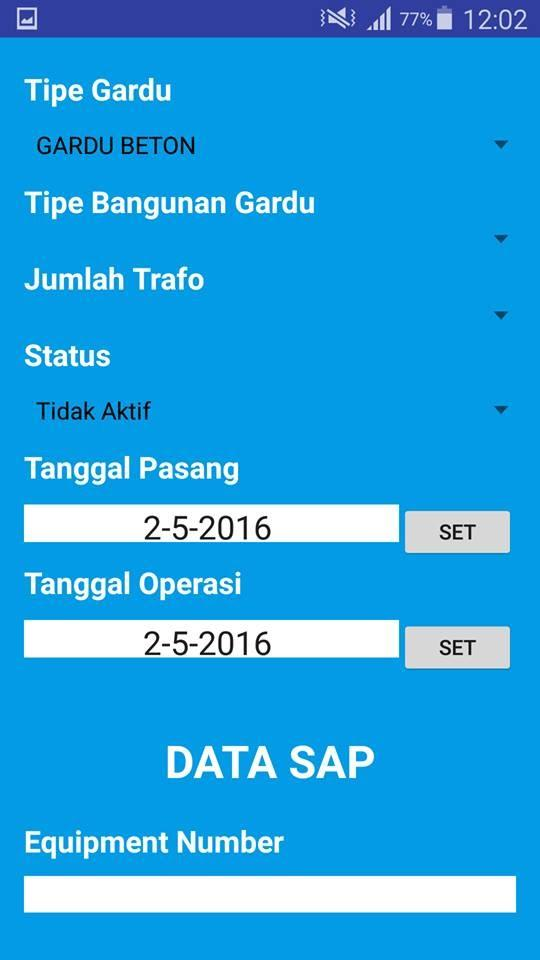 77% 12:02
Tipe Gardu
GARDU BETON
Tipe Bangunan Gardu
Jumlah Trafo
Status
Tidak Aktif
Tanggal Pasang
2-5-2016 SET
Tanggal Operasi
2-5-2016 SET
DATA SAP
Equipment Number